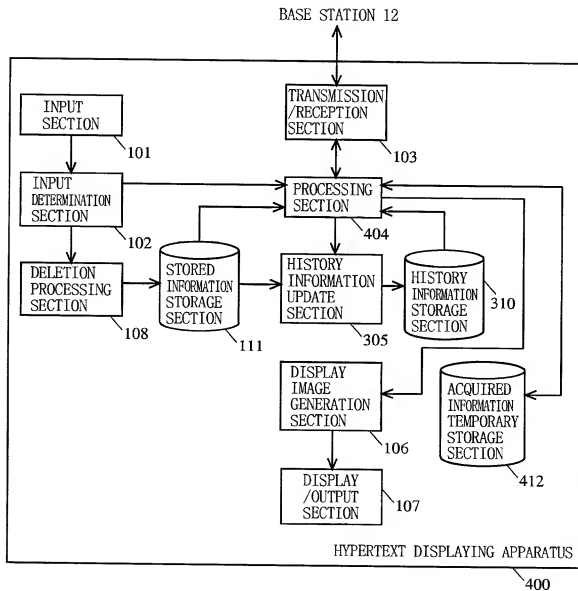 BASE STATION 12
INPUT
SECTION
101
TRANSMISSION
/RECEPTION
SECTION
103
INPUT
DETERMINATION
SECTION
102
PROCESSING
SECTION
404
DELETION
PROCESSING
SECTION
108
STORED
INFORMATION
STORAGE
SECTION
111
HISTORY
INFORMATION
UPDATE
SECTION
305
HISTORY
INFORMATION
STORAGE
SECTION
310
DISPLAY
IMAGE
GENERATION
SECTION
106
ACQUIRED
INFORMATION
TEMPORARY
STORAGE
SECTION
412
DISPLAY
/OUTPUT
SECTION
107
HYPERTEXT DISPLAYING APPARATUS
400